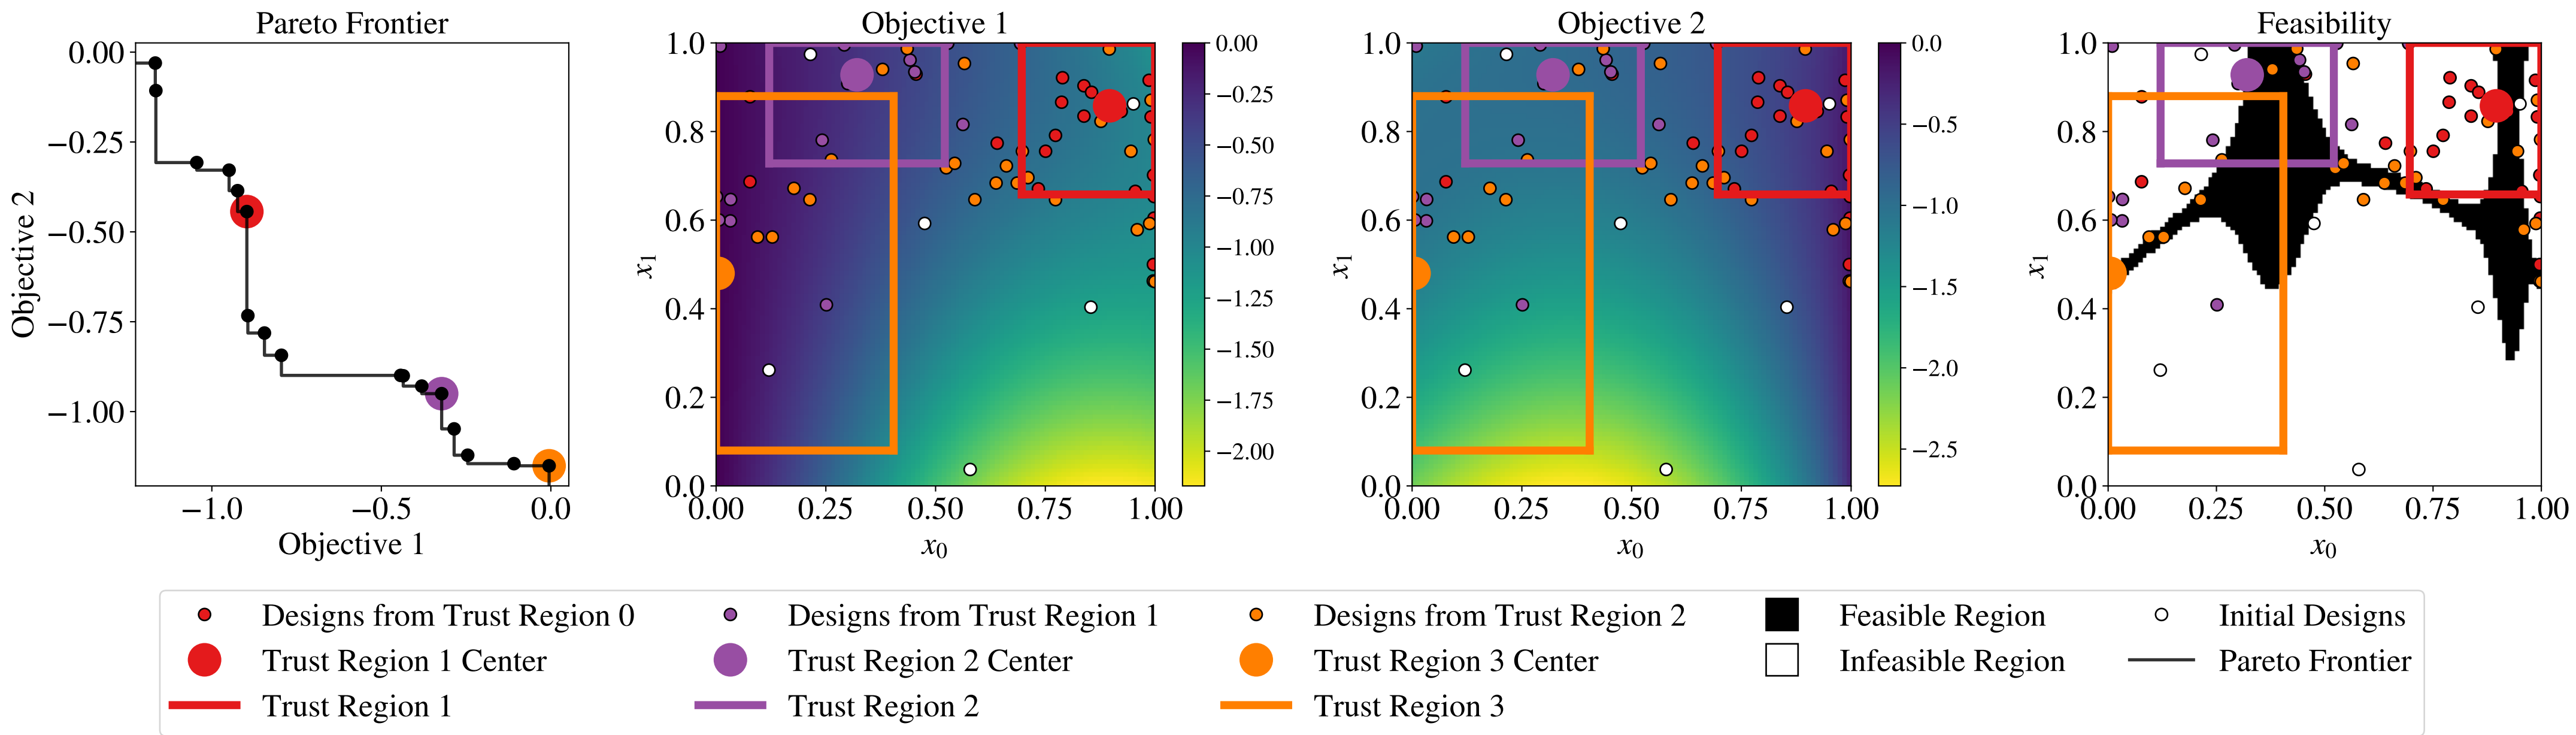 Pareto Frontier
0.00
−0.25
−0.50
−0.75
−1.00
Objective 2
−1.0
−0.5
0.0
Objective 1
Objective 1
1.0
0.8
0.6
0.4
0.2
0.0
x1
0.00
0.25
0.50
0.75
1.00
x0
0.00
−0.25
−0.50
−0.75
−1.00
−1.25
−1.50
−1.75
−2.00
Objective 2
1.0
0.8
0.6
0.4
0.2
0.0
x1
0.00
0.25
0.50
0.75
1.00
x0
0.0
−0.5
−1.0
−1.5
−2.0
−2.5
Feasibility
1.0
0.8
0.6
0.4
0.2
0.0
x1
0.00
0.25
0.50
0.75
1.00
x0
Designs from Trust Region 0
Trust Region 1 Center
Trust Region 1
Designs from Trust Region 1
Trust Region 2 Center
Trust Region 2
Designs from Trust Region 2
Trust Region 3 Center
Trust Region 3
Feasible Region
Infeasible Region
Initial Designs
Pareto Frontier